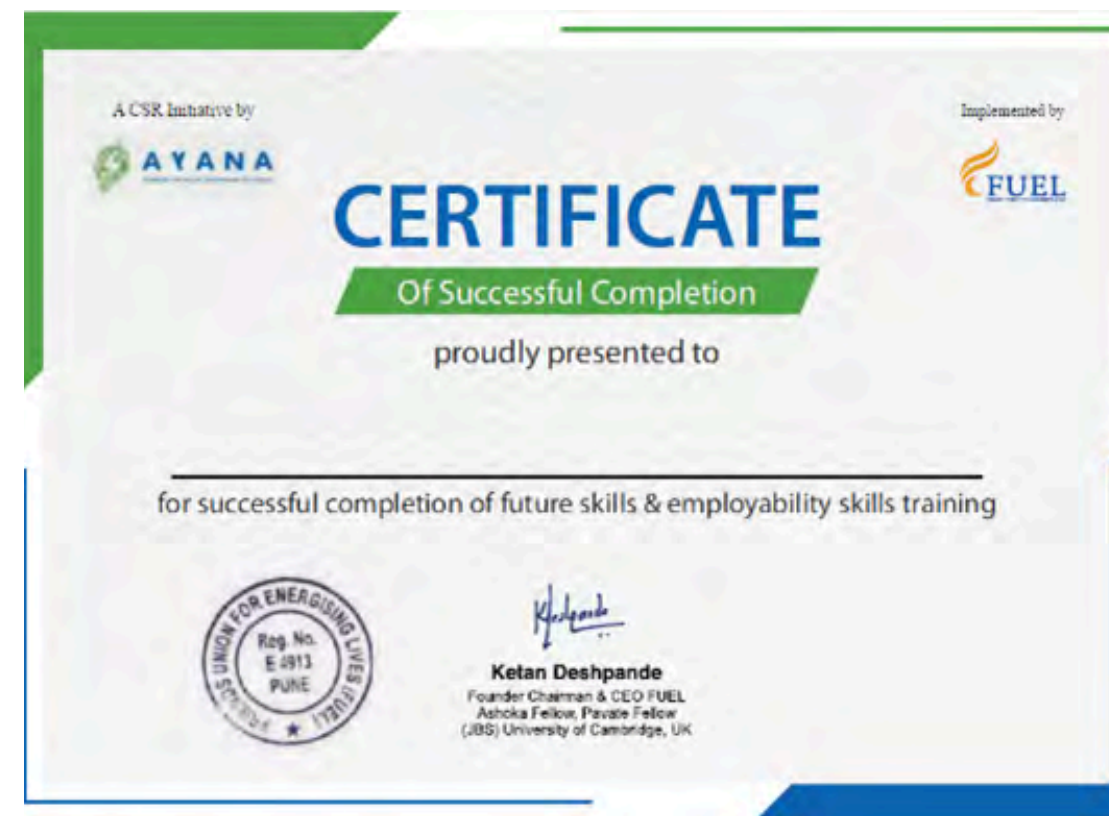 A CSR Initiative by
AYANA
Implemented by
FUEL
CERTIFICATE
Of Successful Completion
proudly presented to
for successful completion of future skills & employability skills training
FRIENDS UNION FOR ENERGISING LIVES (FUEL)
Reg. No.
E 4913
PUNE
Ketan Deshpande
Founder Chairman & CEO FUEL
Ashoka Fellow, Pavate Fellow
(JBS) University of Cambridge, UK